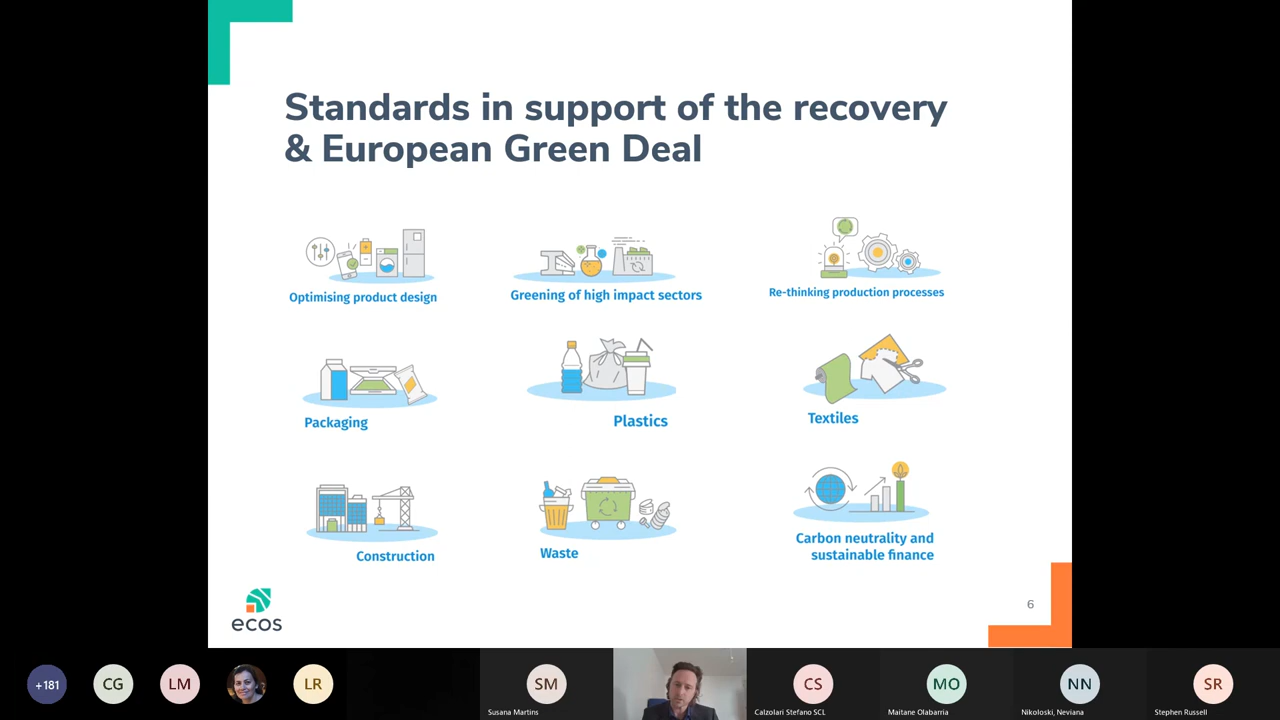 Standards in support of the recovery
& European Green Deal
Optimising product design
Greening of high impact sectors
Re-thinking production processes
Packaging
Plastics
Textiles
Construction
Waste
Carbon neutrality and
sustainable finance
ecos
6
+181
CG
LM
LR
SM
CS
MO
NN
SR
Susana Martins
Calzolari Stefano SCL
Maitane Olabarria
Nikoloski, Neviana
Stephen Russell